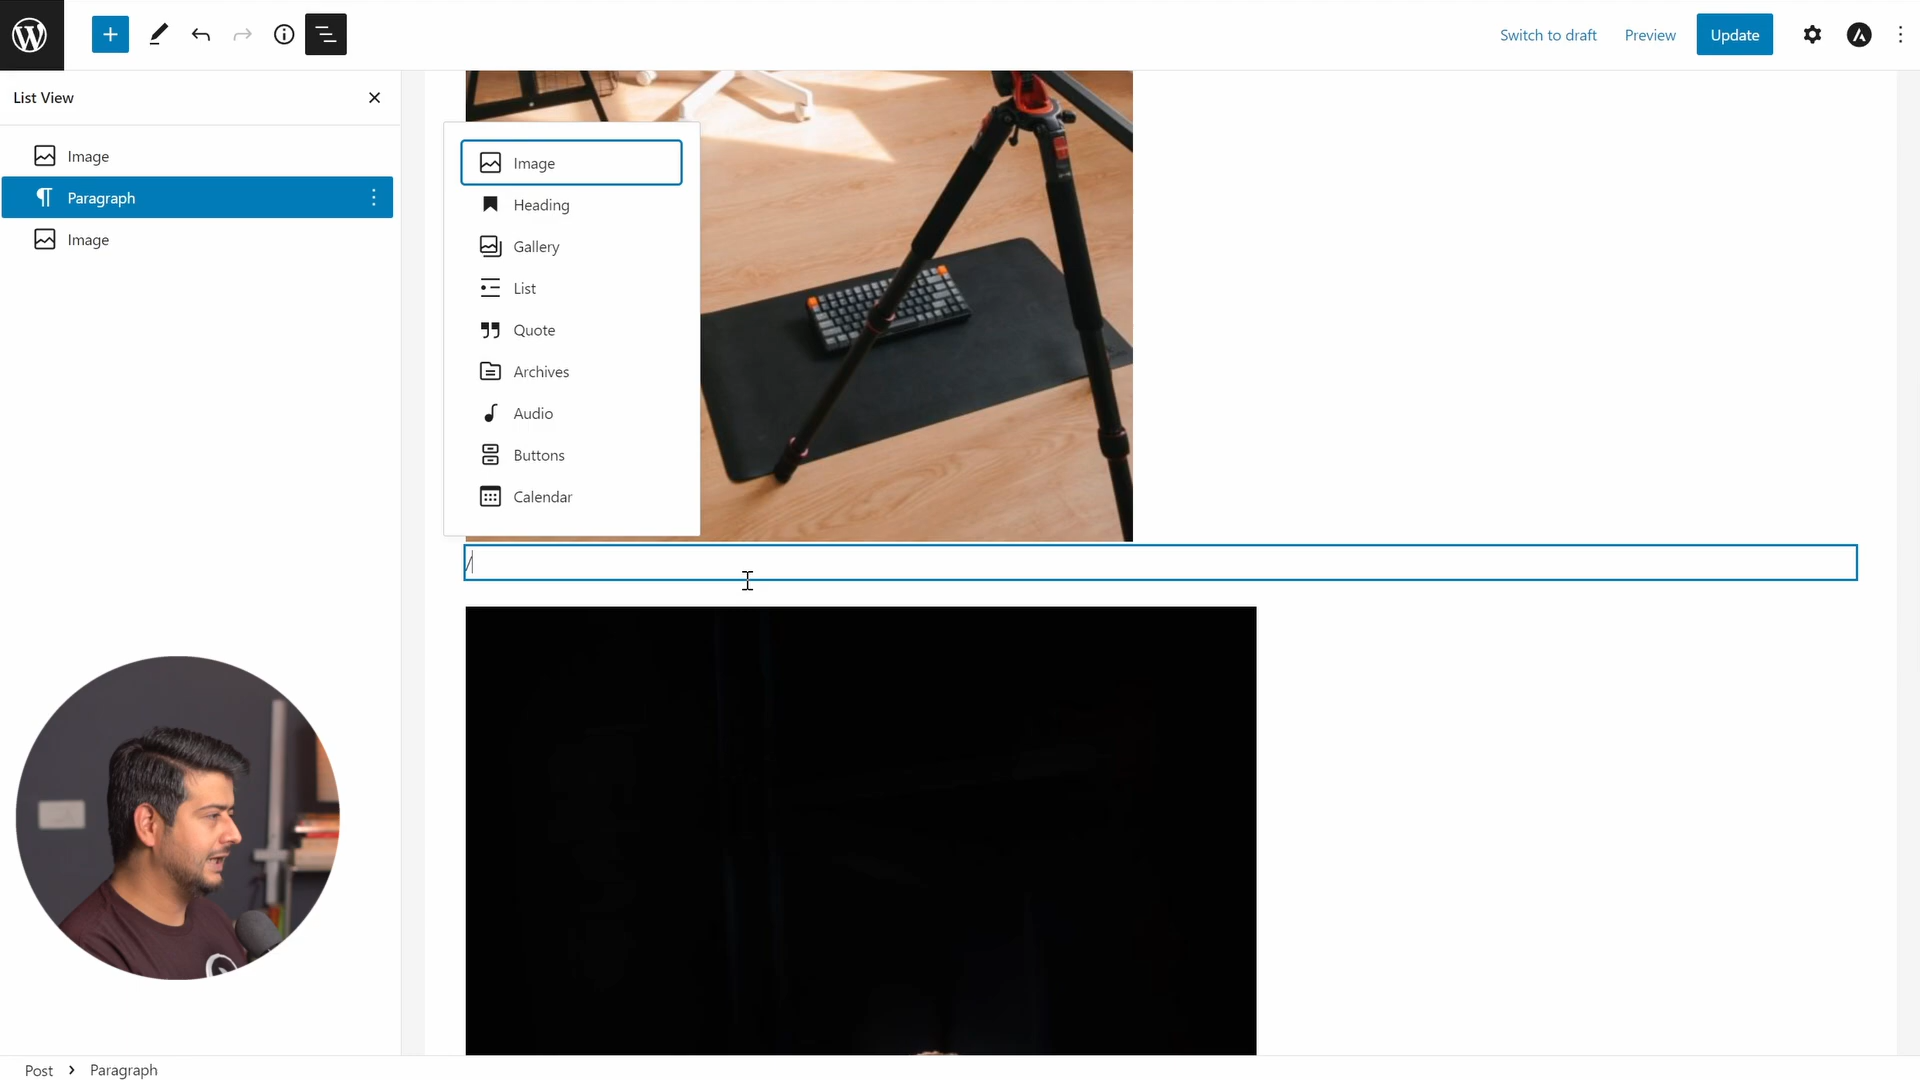 Switch to draft
Preview
Update
List View
Image
Paragraph
Image
Image
Heading
Gallery
List
Quote
Archives
Audio
Buttons
Calendar
/
Post > Paragraph